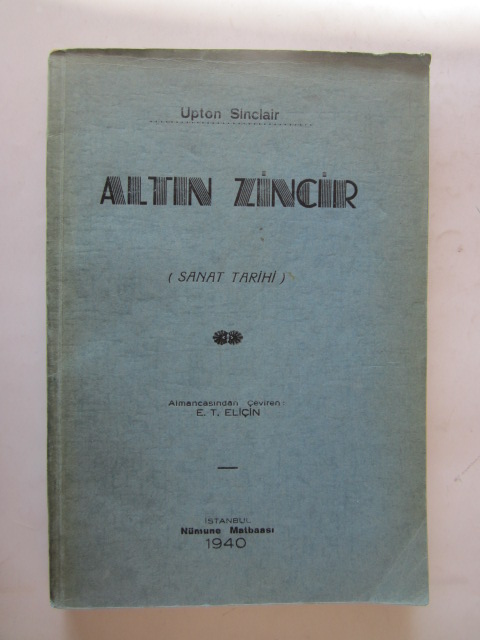 Upton Sinclair
ALTIN ZİNCİR
( SANAT TARİHİ )
Almancasından Çeviren:
E. T. ELİÇİN
İSTANBUL
Nümune Matbaası
1940